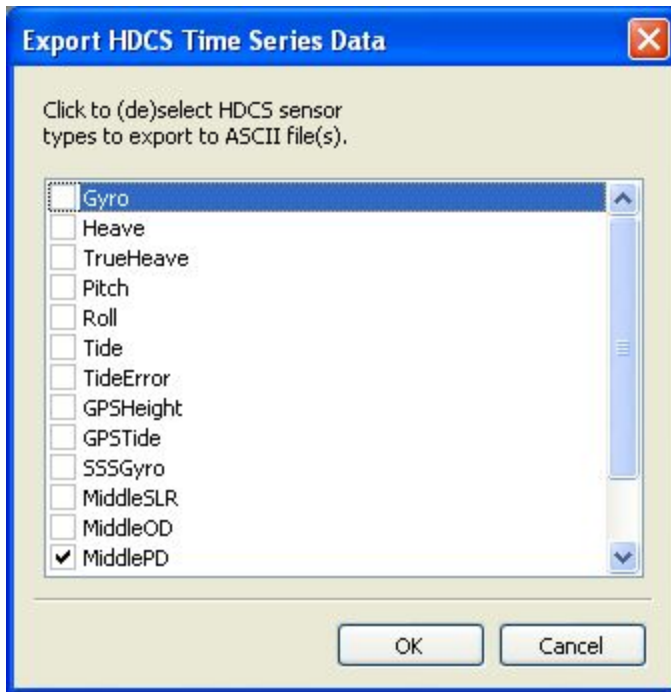 Export HDCS Time Series Data
Click to (de)select HDCS sensor
types to export to ASCII file(s).
Gyro
Heave
TrueHeave
Pitch
Roll
Tide
TideError
GPSHeight
GPSTide
SSSGyro
MiddleSLR
MiddleOD
MiddlePD
OK
Cancel